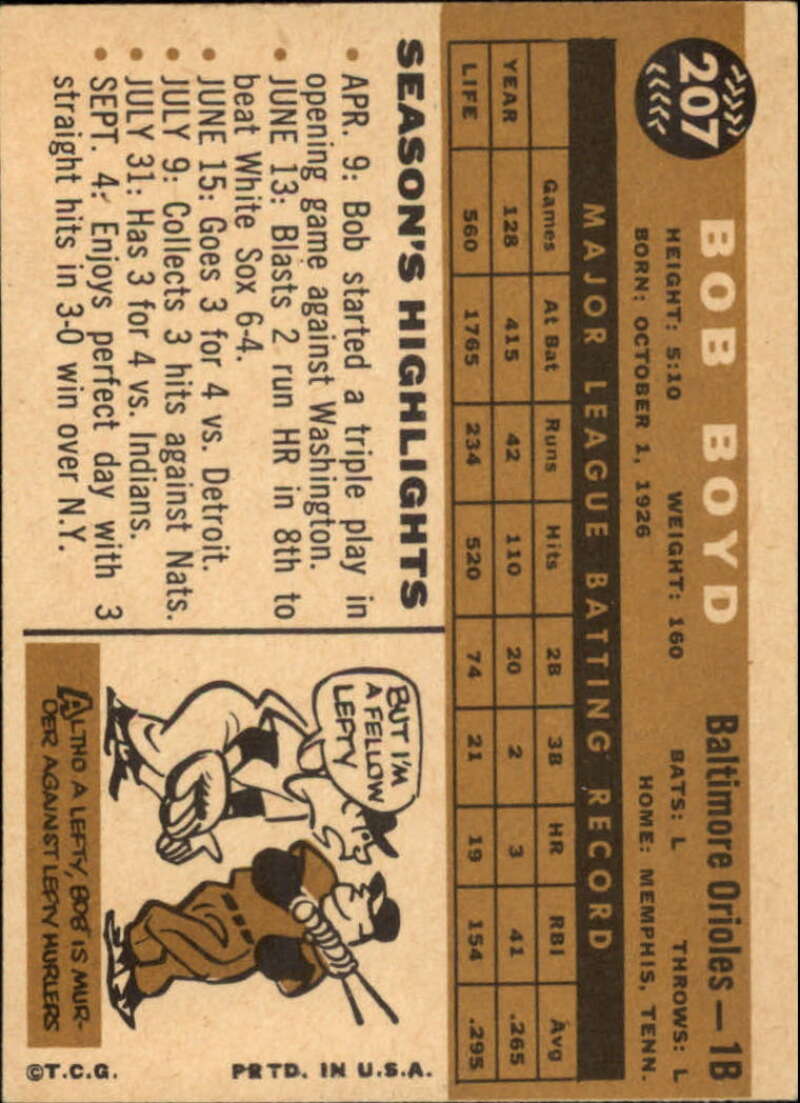 207
BOB BOYD
Baltimore Orioles — 1B
HEIGHT: 5:10 WEIGHT: 160 BATS: L THROWS: L
BORN: OCTOBER 1, 1926 HOME: MEMPHIS, TENN.
MAJOR LEAGUE BATTING RECORD
Games At Bat Runs Hits 2B 3B HR RBI Avg
YEAR 128 415 42 110 20 2 3 41 .265
LIFE 560 1765 234 520 74 21 19 154 .295
SEASON'S HIGHLIGHTS
• APR. 9: Bob started a triple play in
opening game against Washington.
• JUNE 13: Blasts 2 run HR in 8th to
beat White Sox 6-4.
• JUNE 15: Goes 3 for 4 vs. Detroit.
• JULY 9: Collects 3 hits against Nats.
• JULY 31: Has 3 for 4 vs. Indians.
• SEPT. 4: Enjoys perfect day with 3
straight hits in 3-0 win over N.Y.
BUT I'M
A FELLOW
LEFTY
ALTHO A LEFTY, BOB IS MUR-
DER AGAINST LEFTY HURLERS
©T.C.G. PRTD. IN U.S.A.